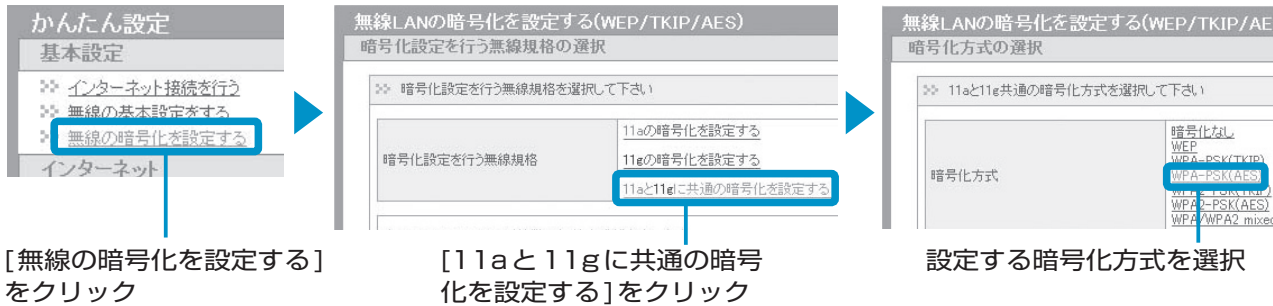 かんたん設定
基本設定
インターネット接続を行う
無線の基本設定をする
無線の暗号化を設定する
インターネット
[無線の暗号化を設定する]
をクリック
無線LANの暗号化を設定する(WEP/TKIP/AES)
暗号化設定を行う無線規格の選択
暗号化設定を行う無線規格を選択して下さい
暗号化設定を行う無線規格
11aの暗号化を設定する
11gの暗号化を設定する
11aと11gに共通の暗号化を設定する
[11aと11gに共通の暗号
化を設定する]をクリック
無線LANの暗号化を設定する(WEP/TKIP/AE
暗号化方式の選択
11aと11g共通の暗号化方式を選択して下さい
暗号化方式
暗号化なし
WEP
WPA-PSK(TKIP)
WPA-PSK(AES)
WPA2-PSK(TKIP)
WPA2-PSK(AES)
WPA/WPA2 mixed
設定する暗号化方式を選択